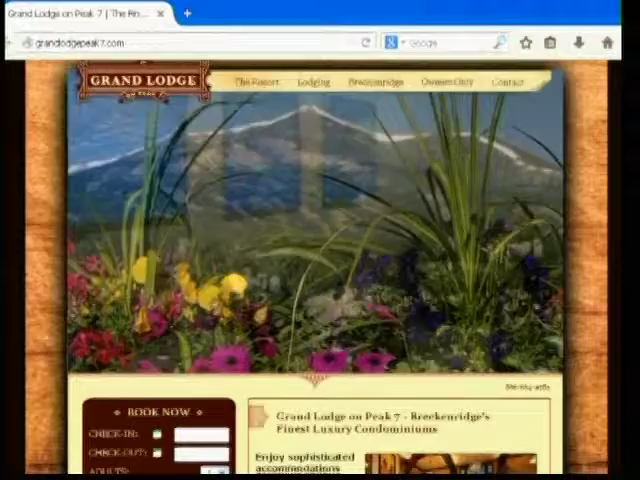 Grand Lodge on Peak 7 | The Fin...
grandlodgepeak7.com
Google
GRAND LODGE
The Resort Lodging Breckenridge Owners Only Contact
BOOK NOW
CHECK-IN:
CHECK-OUT:
ADULTS:
Grand Lodge on Peak 7 - Breckenridge's
Finest Luxury Condominiums
Enjoy sophisticated
accommodations